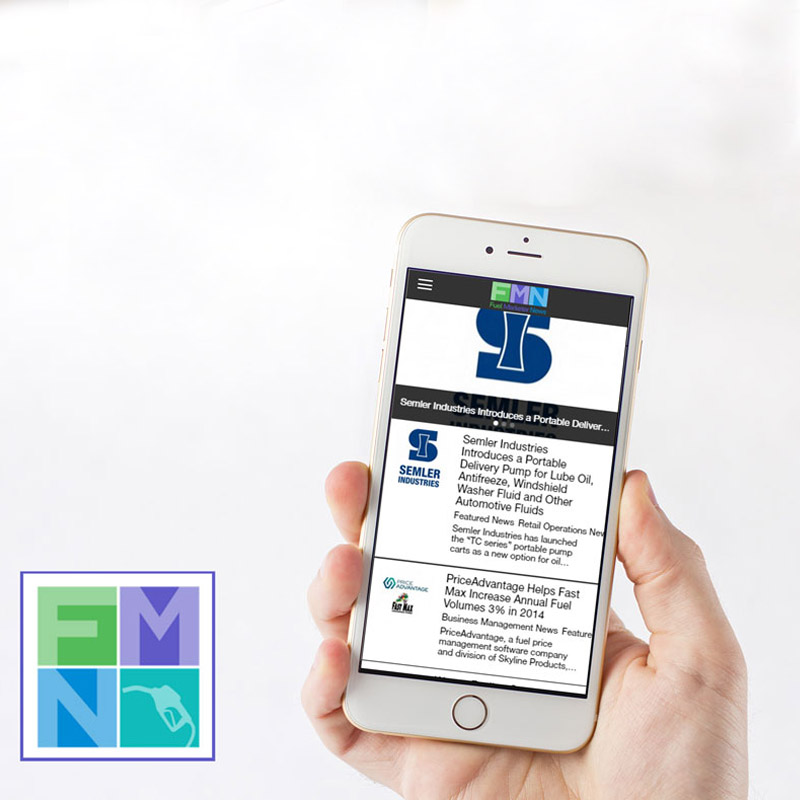 FMN
Fuel Marketer News
SEMLER
INDUSTRIES
Semler Industries Introduces a Portable Deliver...
SEMLER
INDUSTRIES
Semler Industries
Introduces a Portable
Delivery Pump for Lube Oil,
Antifreeze, Windshield
Washer Fluid and Other
Automotive Fluids
Featured News Retail Operations New
Semler Industries has launched
the "TC series" portable pump
carts as a new option for oil...
PRICE
ADVANTAGE
FAST MAX
PriceAdvantage Helps Fast
Max Increase Annual Fuel
Volumes 3% in 2014
Business Management News Feature
PriceAdvantage, a fuel price
management software company
and division of Skyline Products,...
FM
N